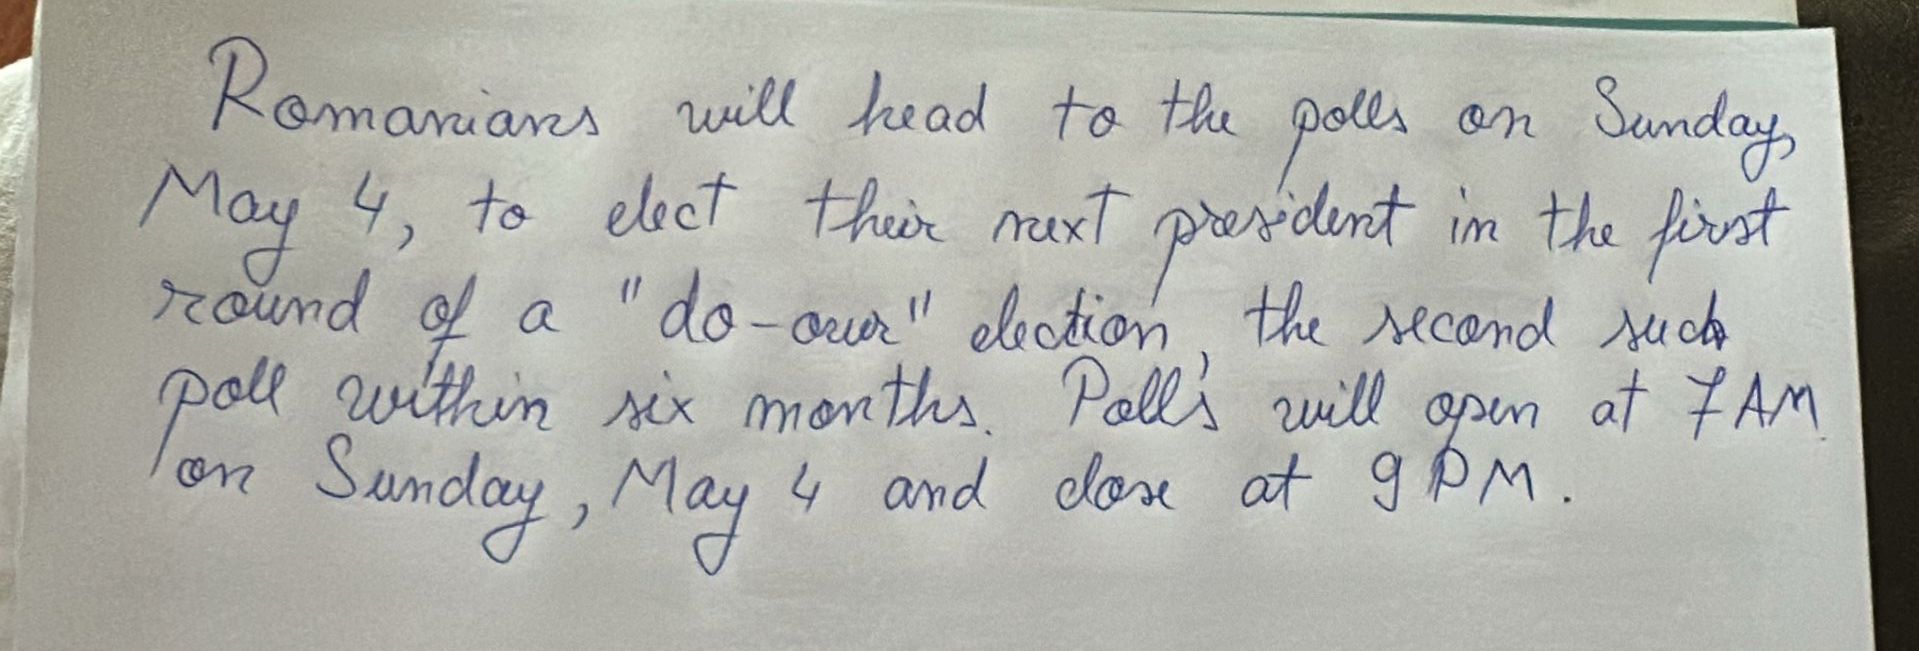 Romanians will head to the polls on Sunday,
May 4, to elect their next president in the first
round of a "do-over" election, the second such
poll within six months. Polls will open at 7 AM
on Sunday, May 4 and close at 9 PM.